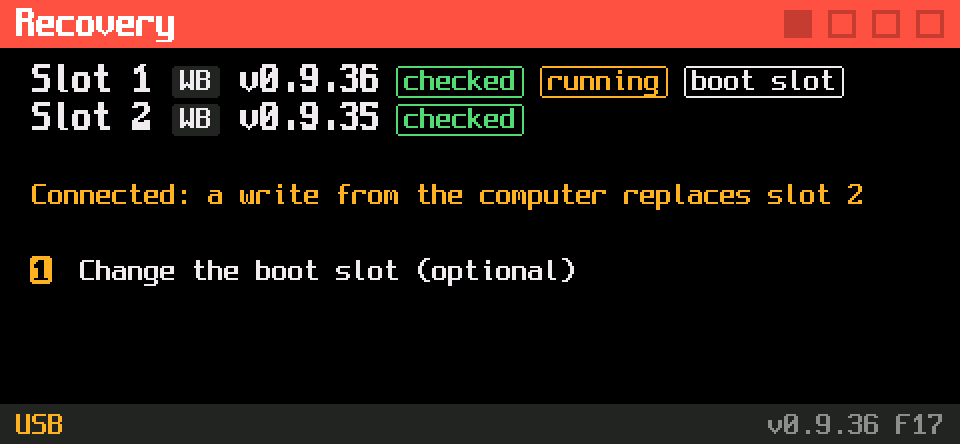 Recovery
Slot 1 WB v0.9.36 checked running boot slot
Slot 2 WB v0.9.35 checked
Connected: a write from the computer replaces slot 2
1 Change the boot slot (optional)
USB v0.9.36 F17